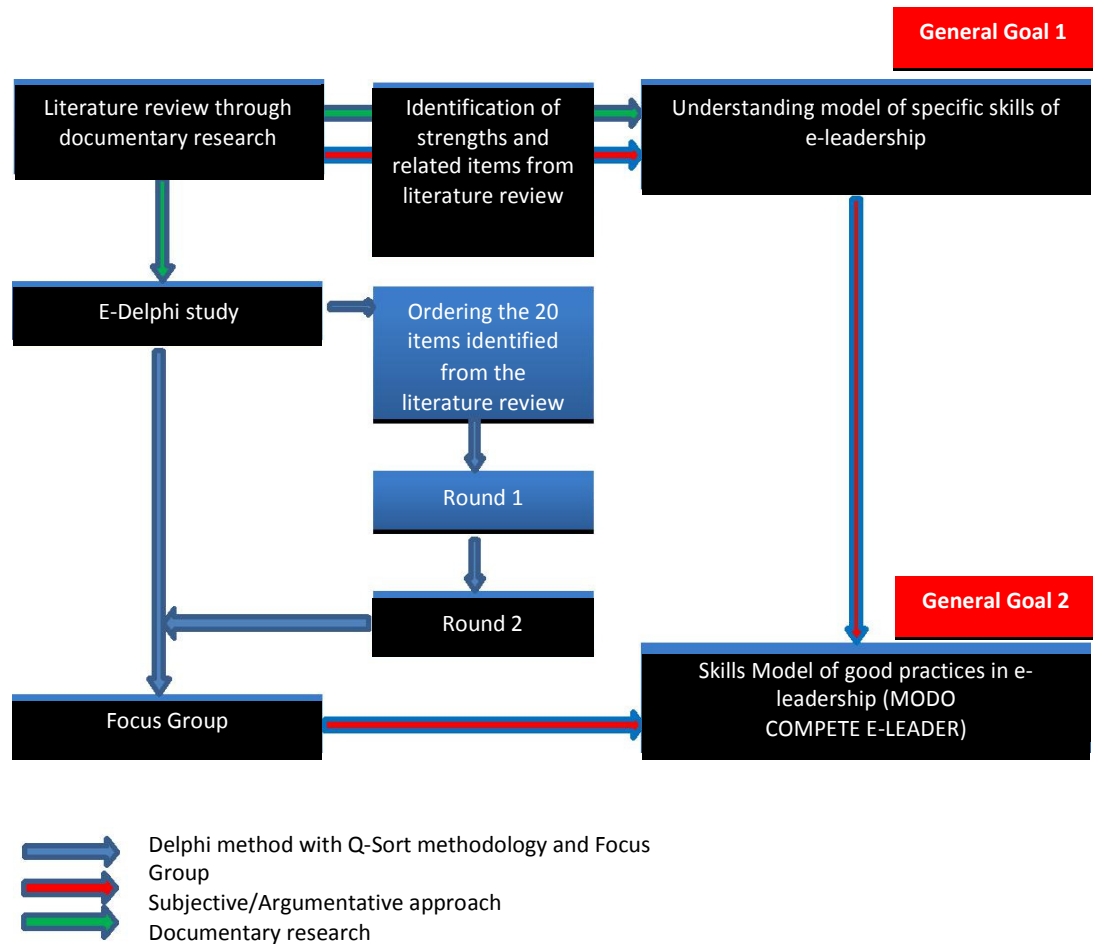 General Goal 1
Literature review through
documentary research
Identification of
strengths and
related items from
literature review
Understanding model of specific skills of
e-leadership
E-Delphi study
Ordering the 20
items identified
from the
literature review
Round 1
Round 2
General Goal 2
Focus Group
Skills Model of good practices in e-
leadership (MODO
COMPETE E-LEADER)
Delphi method with Q-Sort methodology and Focus
Group
Subjective/Argumentative approach
Documentary research